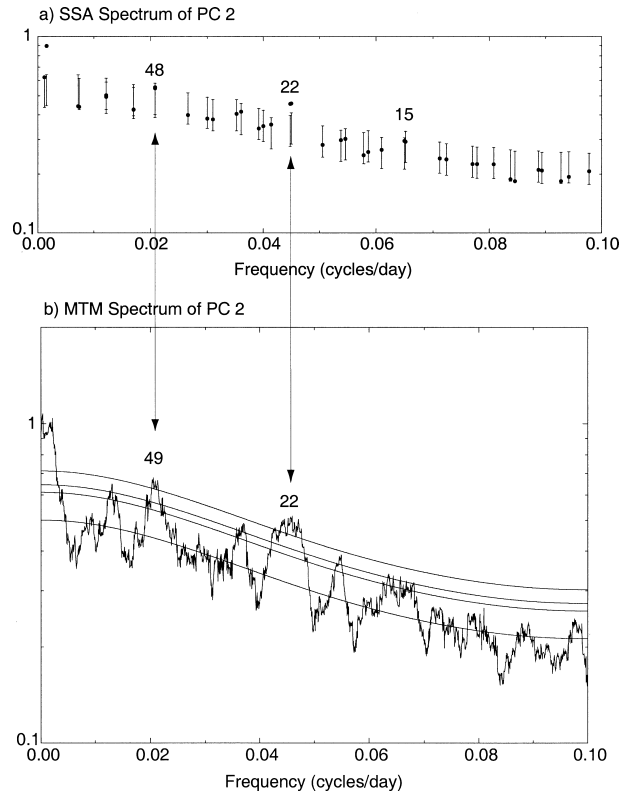 a) SSA Spectrum of PC 2
1
48
22
15
0.1
0.00 0.02 0.04 0.06 0.08 0.10
Frequency (cycles/day)
b) MTM Spectrum of PC 2
1
49
22
0.1
0.00 0.02 0.04 0.06 0.08 0.10
Frequency (cycles/day)